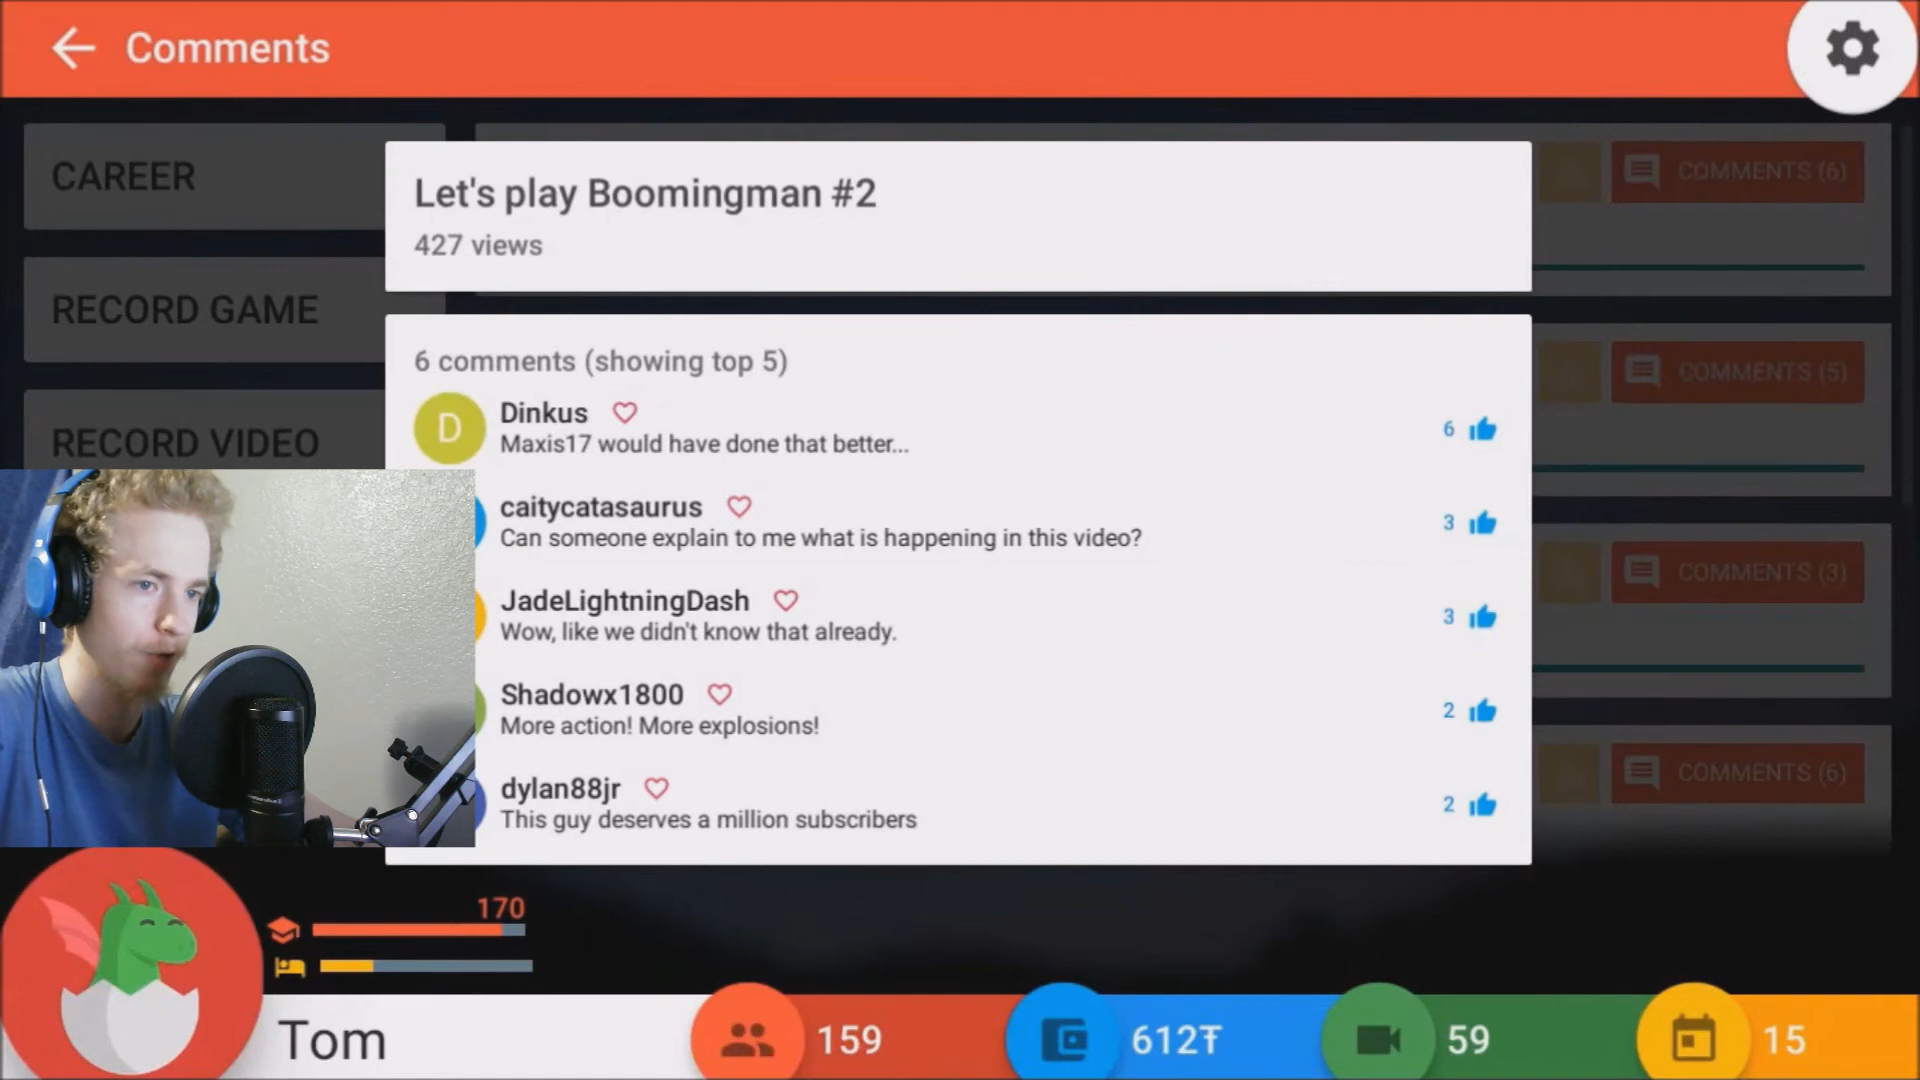 Comments
CAREER
RECORD GAME
RECORD VIDEO
Let's play Boomingman #2
427 views
6 comments (showing top 5)
D
Dinkus
Maxis17 would have done that better...
6
caitycatasaurus
Can someone explain to me what is happening in this video?
3
JadeLightningDash
Wow, like we didn't know that already.
3
Shadowx1800
More action! More explosions!
2
dylan88jr
This guy deserves a million subscribers
2
COMMENTS (6)
COMMENTS (5)
COMMENTS (3)
COMMENTS (6)
170
Tom
159
612Ŧ
59
15